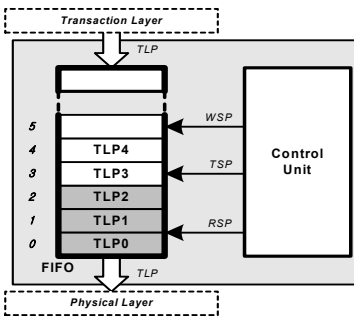 Transaction Layer
TLP
5
WSP
4
TLP4
3
TLP3
TSP
Control
Unit
2
TLP2
1
TLP1
RSP
0
TLP0
FIFO
TLP
Physical Layer